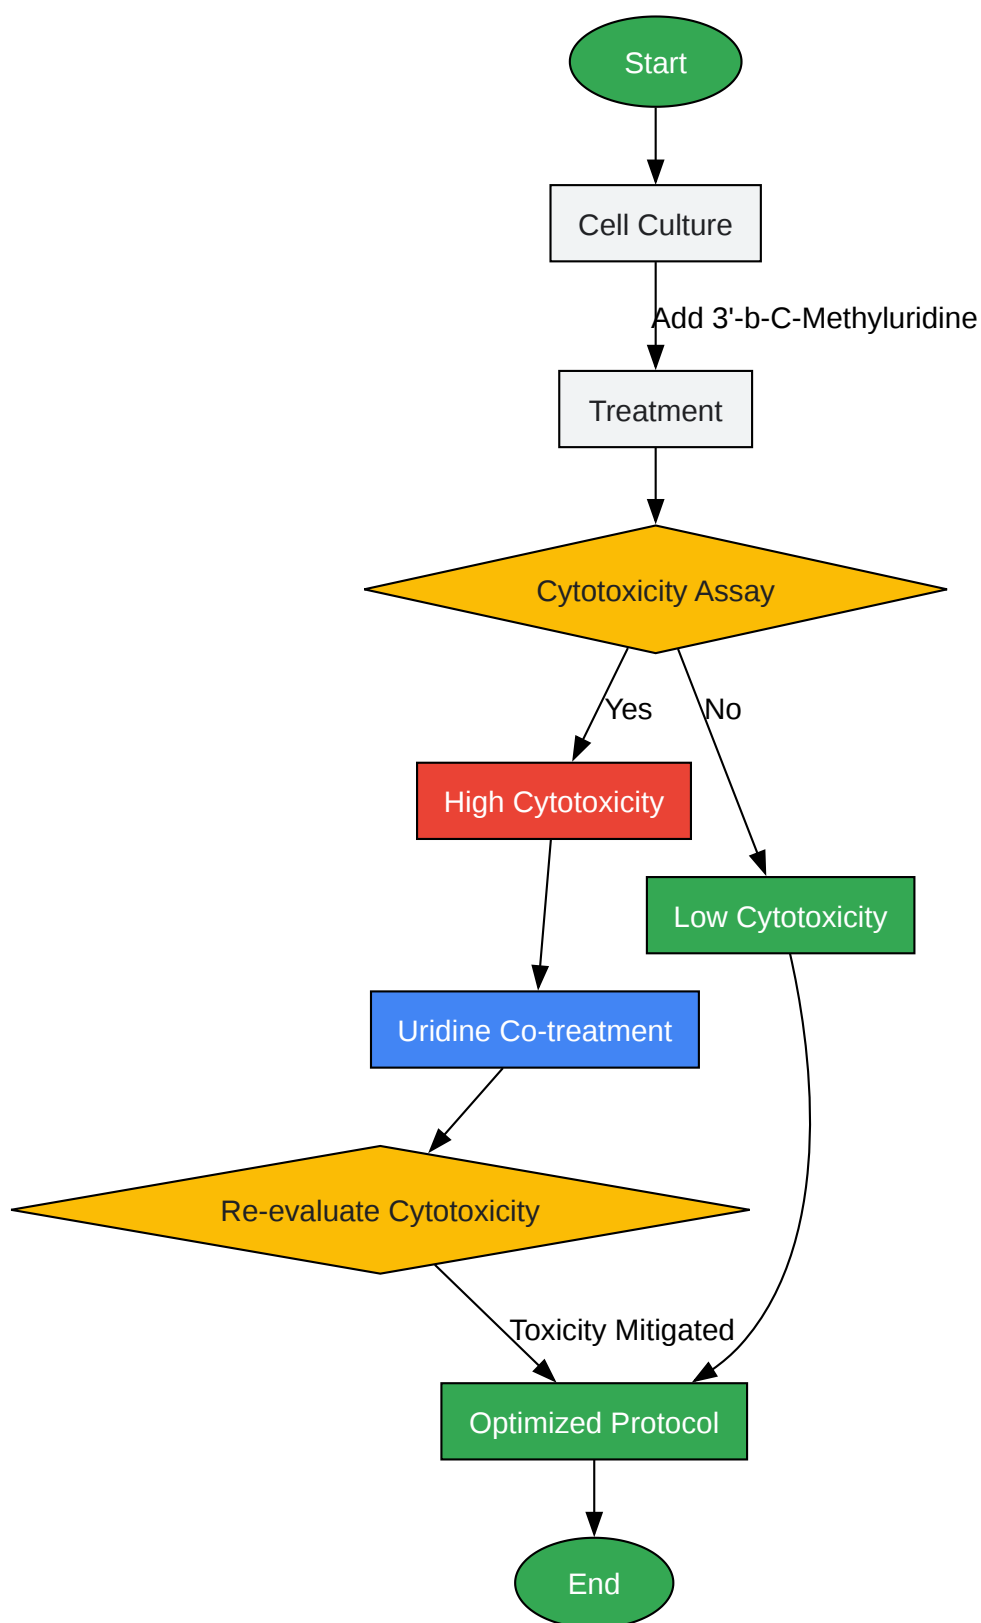 Start
Cell Culture
Add 3'-b-C-Methyluridine
Treatment
Cytotoxicity Assay
Yes
No
High Cytotoxicity
Low Cytotoxicity
Uridine Co-treatment
Re-evaluate Cytotoxicity
Toxicity Mitigated
Optimized Protocol
End